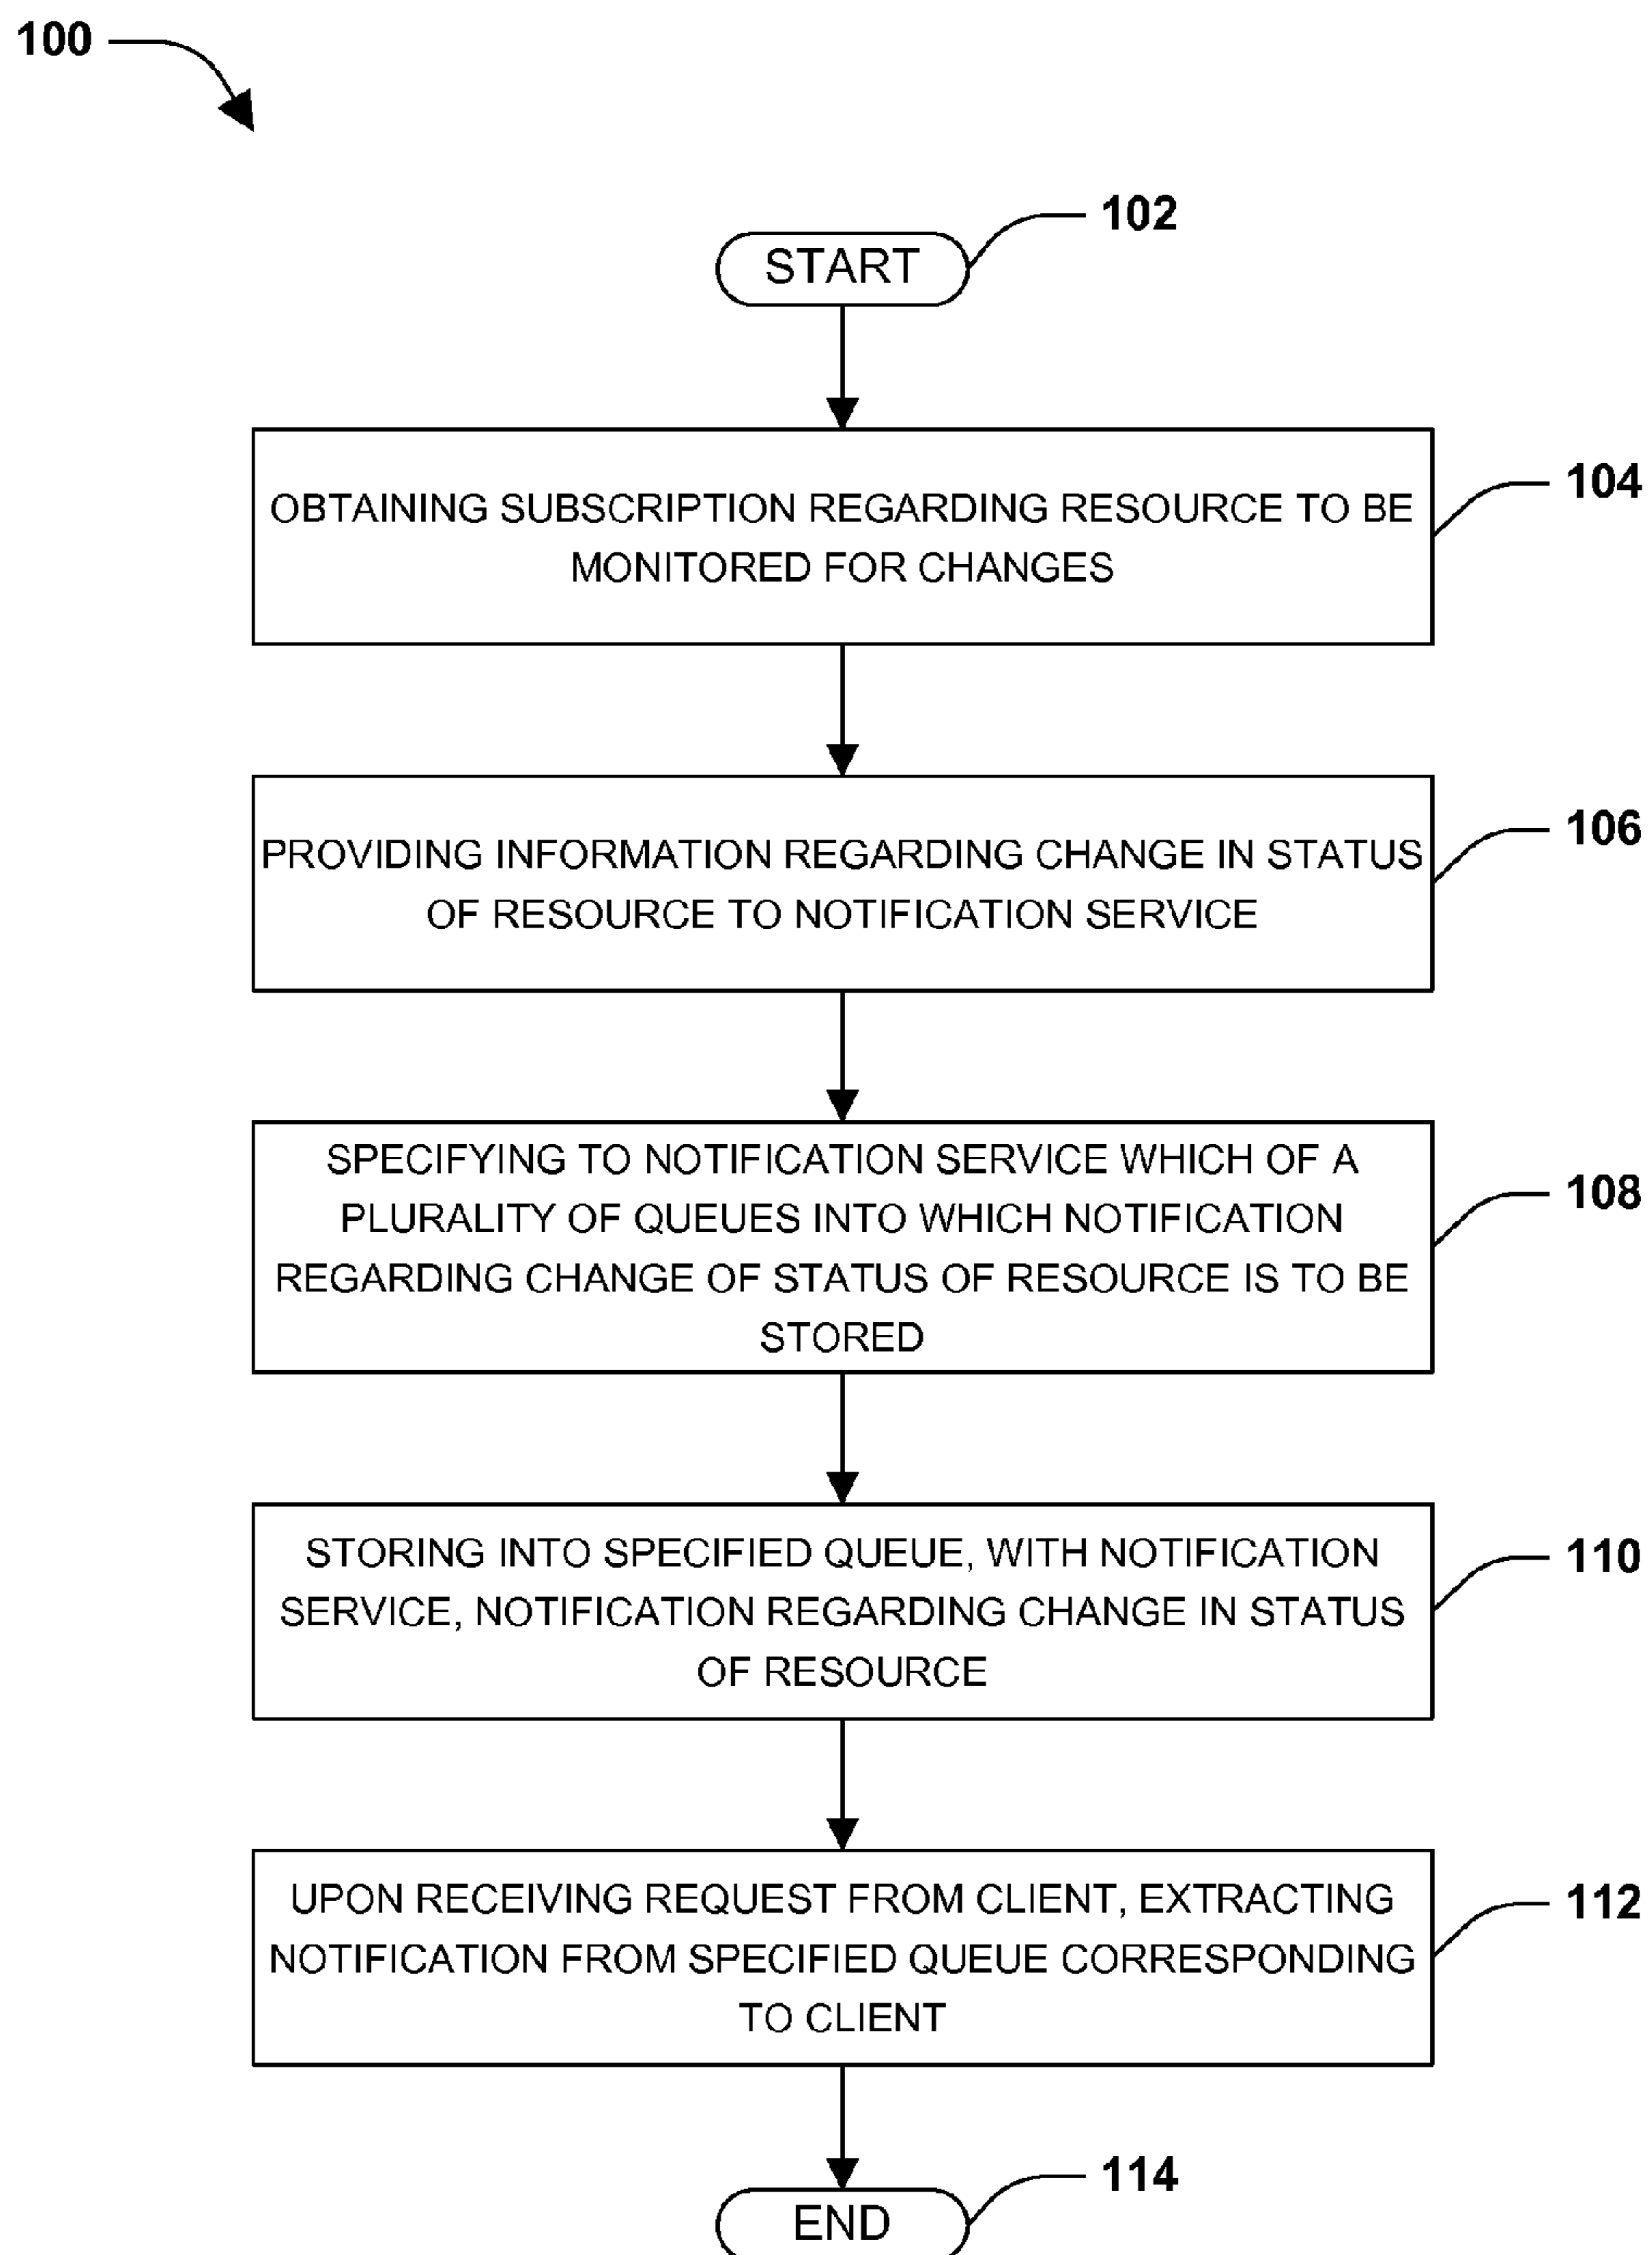 100
102
START
104
OBTAINING SUBSCRIPTION REGARDING RESOURCE TO BE
MONITORED FOR CHANGES
106
PROVIDING INFORMATION REGARDING CHANGE IN STATUS
OF RESOURCE TO NOTIFICATION SERVICE
108
SPECIFYING TO NOTIFICATION SERVICE WHICH OF A
PLURALITY OF QUEUES INTO WHICH NOTIFICATION
REGARDING CHANGE OF STATUS OF RESOURCE IS TO BE
STORED
110
STORING INTO SPECIFIED QUEUE, WITH NOTIFICATION
SERVICE, NOTIFICATION REGARDING CHANGE IN STATUS
OF RESOURCE
112
UPON RECEIVING REQUEST FROM CLIENT, EXTRACTING
NOTIFICATION FROM SPECIFIED QUEUE CORRESPONDING
TO CLIENT
114
END